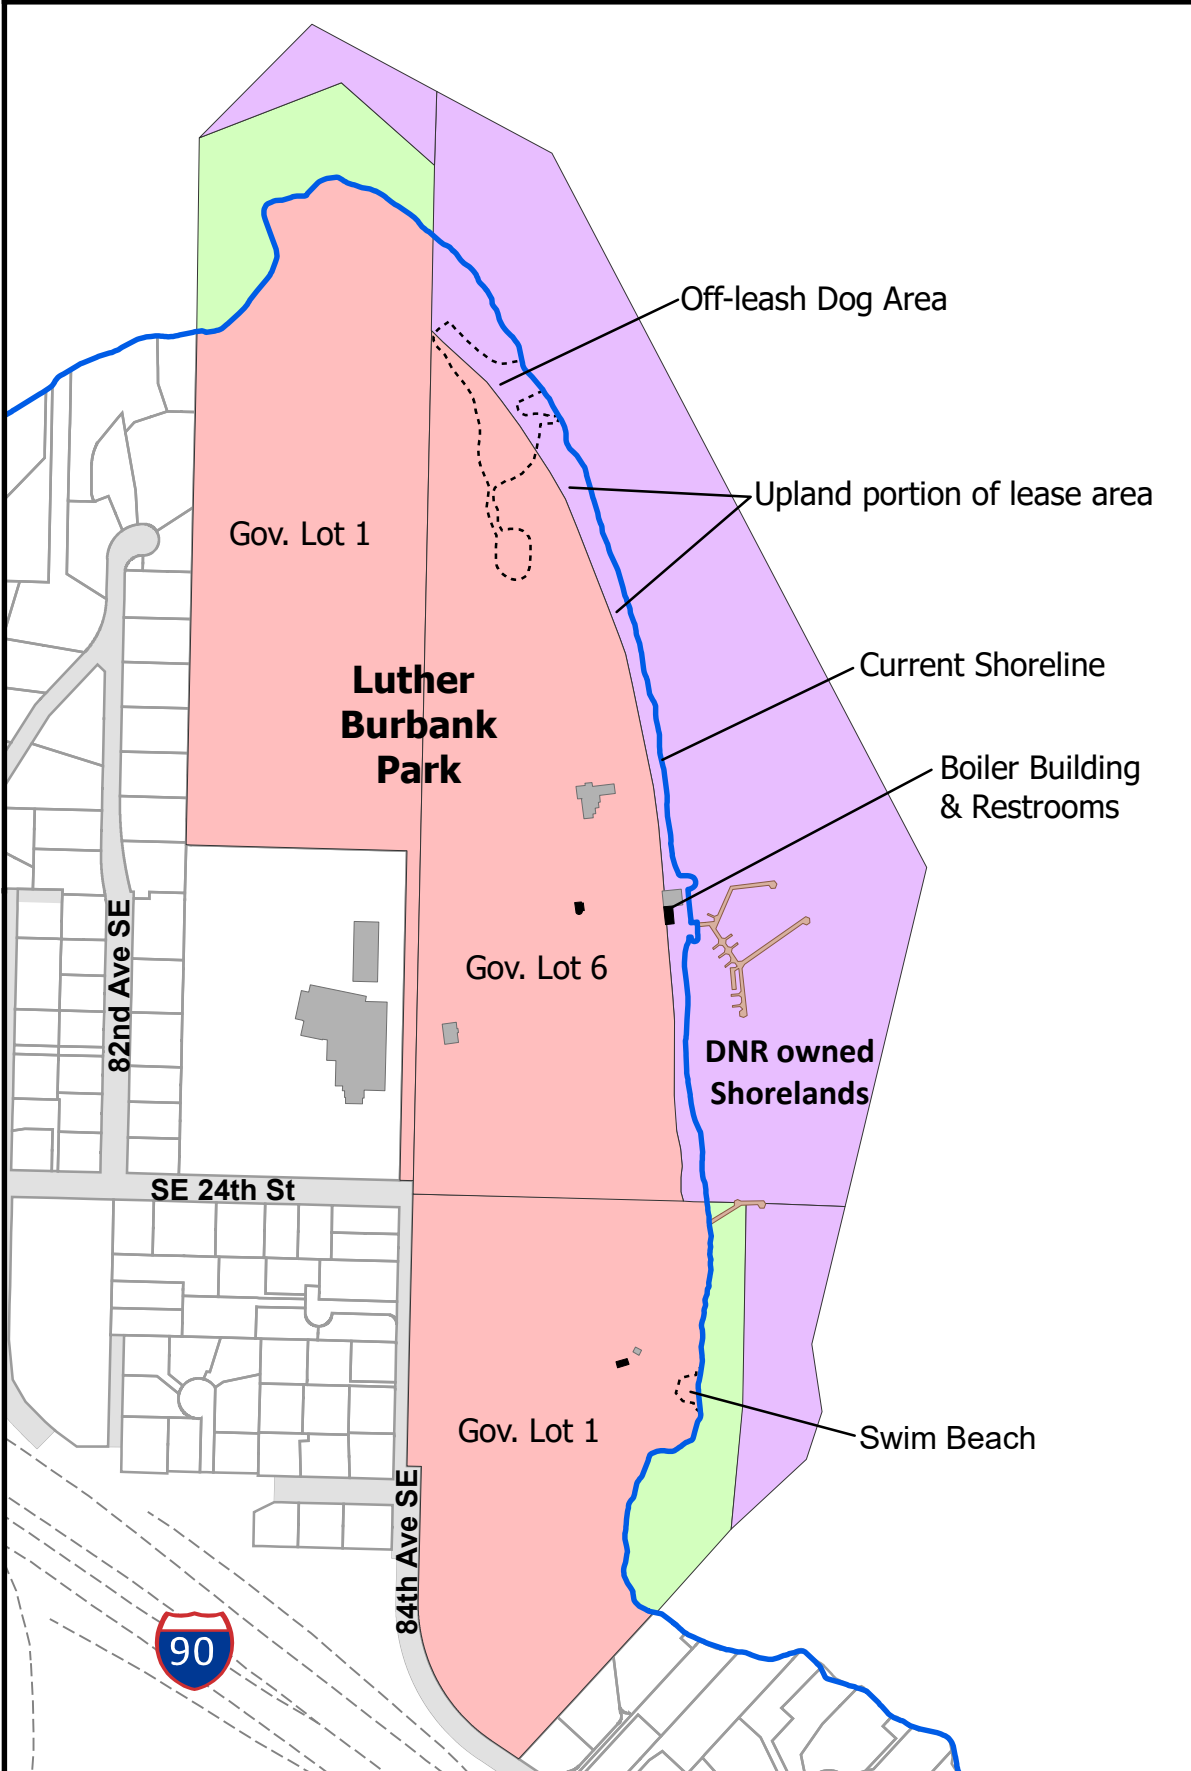 Off-leash Dog Area
Upland portion of lease area
Gov. Lot 1
Luther
Burbank
Park
Current Shoreline
Boiler Building
& Restrooms
82nd Ave SE
Gov. Lot 6
DNR owned
Shorelands
SE 24th St
Gov. Lot 1
Swim Beach
84th Ave SE
90